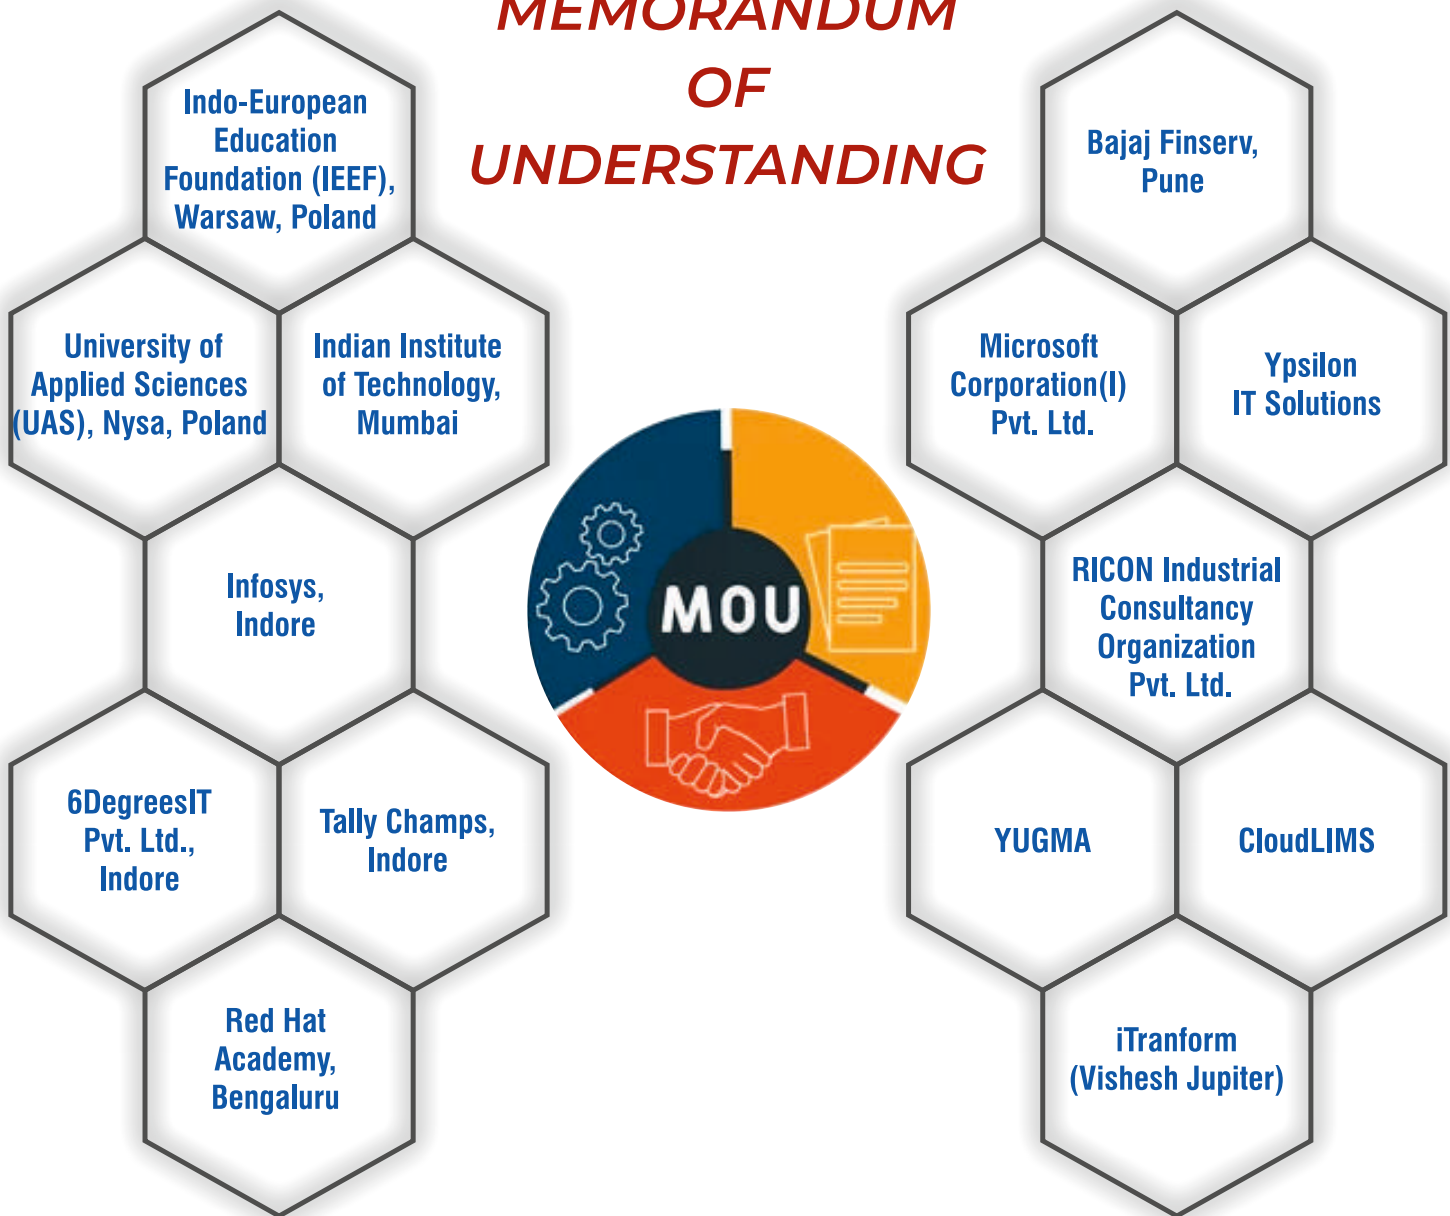 MEMORANDUM
OF
UNDERSTANDING
Indo-European
Education
Foundation (IEEF),
Warsaw, Poland
University of
Applied Sciences
(UAS), Nysa, Poland
Indian Institute
of Technology,
Mumbai
Infosys,
Indore
6DegreesIT
Pvt. Ltd.,
Indore
Tally Champs,
Indore
Red Hat
Academy,
Bengaluru
MOU
Bajaj Finserv,
Pune
Microsoft
Corporation(I)
Pvt. Ltd.
Ypsilon
IT Solutions
RICON Industrial
Consultancy
Organization
Pvt. Ltd.
YUGMA
CloudLIMS
iTranform
(Vishesh Jupiter)